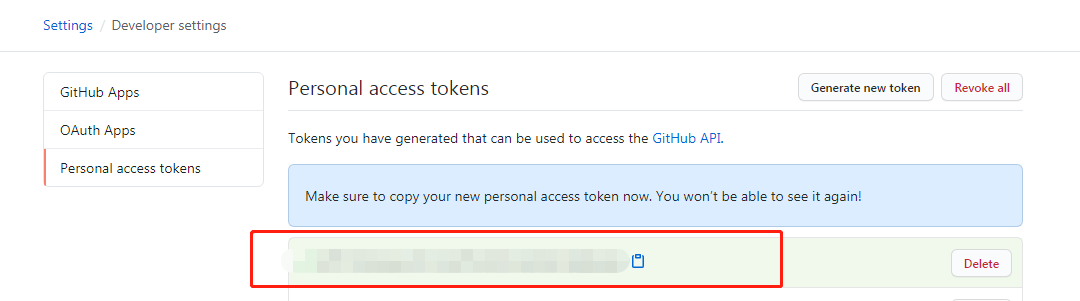 Settings / Developer settings
GitHub Apps
OAuth Apps
Personal access tokens
Personal access tokens
Generate new token
Revoke all
Tokens you have generated that can be used to access the GitHub API.
Make sure to copy your new personal access token now. You won't be able to see it again!
Delete